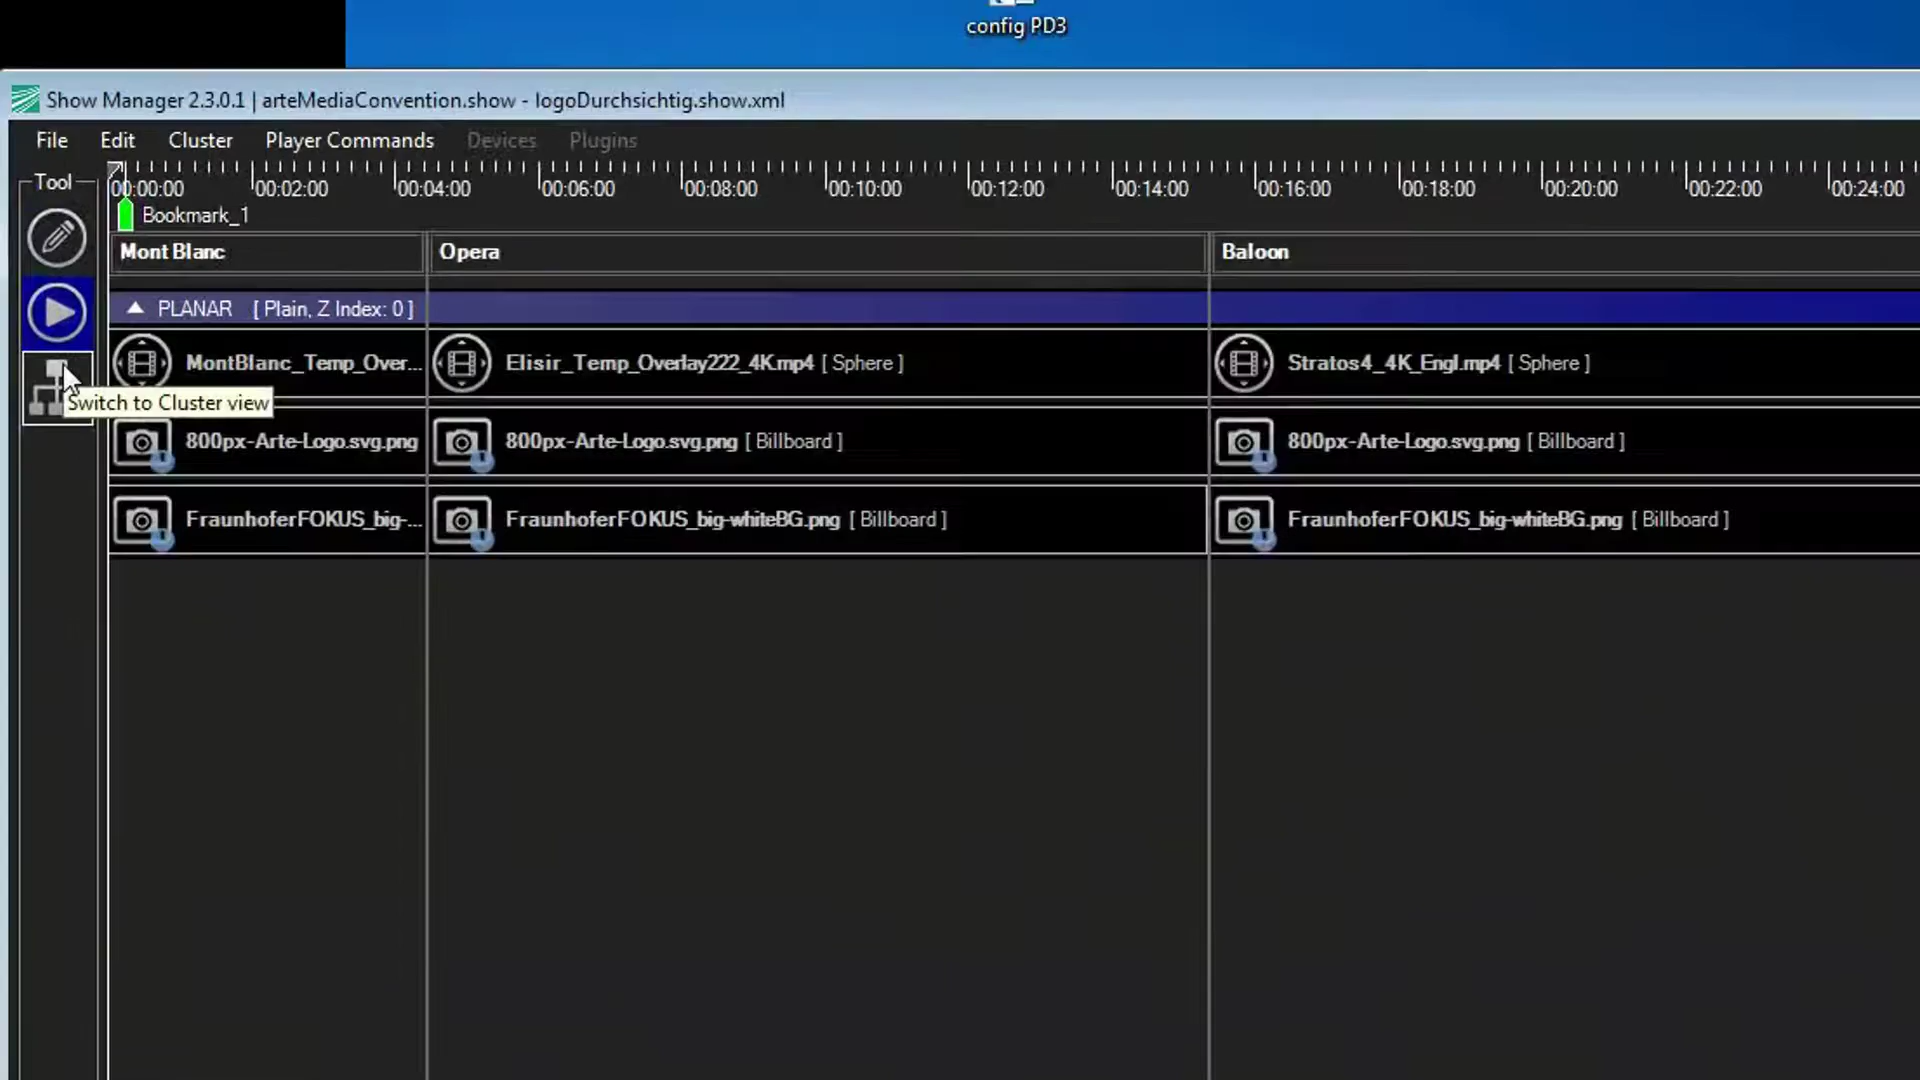 config PD3
Show Manager 2.3.0.1 | arteMediaConvention.show - logoDurchsichtig.show.xml
File Edit Cluster Player Commands Devices Plugins
Tool
00:00:00 00:02:00 00:04:00 00:06:00 00:08:00 00:10:00 00:12:00 00:14:00 00:16:00 00:18:00 00:20:00 00:22:00 00:24:00
Bookmark_1
Mont Blanc Opera Baloon
PLANAR [ Plain, Z Index: 0 ]
MontBlanc_Temp_Over... Elisir_Temp_Overlay222_4K.mp4 [ Sphere ] Stratos4_4K_Engl.mp4 [ Sphere ]
Switch to Cluster view
800px-Arte-Logo.svg.png 800px-Arte-Logo.svg.png [ Billboard ] 800px-Arte-Logo.svg.png [ Billboard ]
FraunhoferFOKUS_big-... FraunhoferFOKUS_big-whiteBG.png [ Billboard ] FraunhoferFOKUS_big-whiteBG.png [ Billboard ]